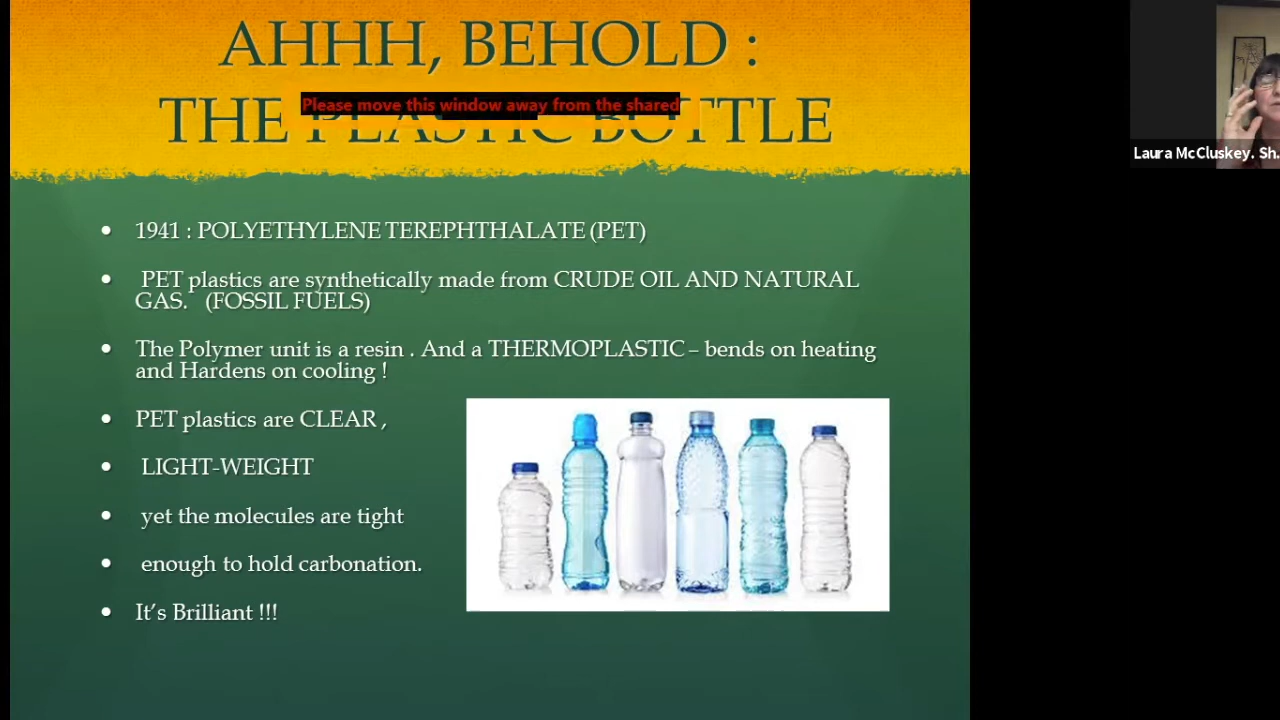 AHHH, BEHOLD :
THE PLASTIC BOTTLE
Please move this window away from the shared
• 1941 : POLYETHYLENE TEREPHTHALATE (PET)
• PET plastics are synthetically made from CRUDE OIL AND NATURAL
GAS. (FOSSIL FUELS)
• The Polymer unit is a resin . And a THERMOPLASTIC – bends on heating
and Hardens on cooling !
• PET plastics are CLEAR ,
• LIGHT-WEIGHT
• yet the molecules are tight
• enough to hold carbonation.
• It's Brilliant !!!
Laura McCluskey. Sh.